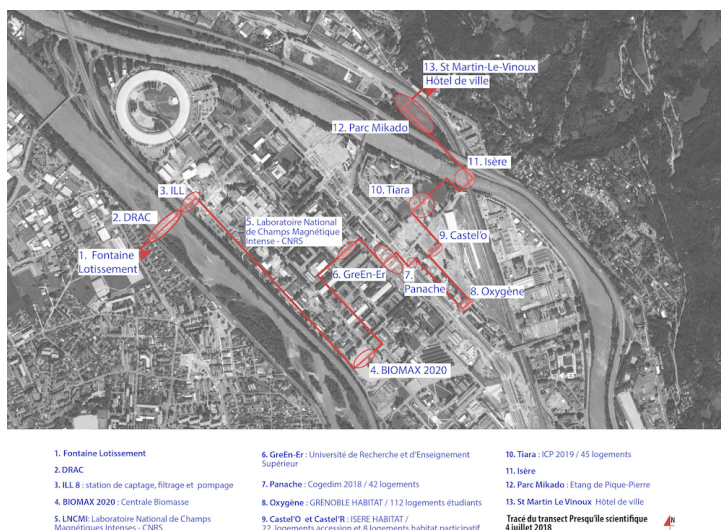 13. St Martin-Le-Vinoux
Hôtel de ville
12. Parc Mikado
11. Isère
3. ILL
10. Tiara
2. DRAC
5. Laboratoire National
de Champs Magnétique
Intense - CNRS
9. Castel'o
1. Fontaine
Lotissement
6. GreEn-Er
7.
Panache
8. Oxygène
4. BIOMAX 2020
1. Fontaine Lotissement
2. DRAC
3. ILL 8 : station de captage, filtrage et pompage
4. BIOMAX 2020 : Centrale Biomasse
5. LNCMI: Laboratoire National de Champs
Magnétiques Intenses - CNRS
6. GreEn-Er : Université de Recherche et d'Enseignement
Supérieur
7. Panache : Cogedim 2018 / 42 logements
8. Oxygène : GRENOBLE HABITAT / 112 logements étudiants
9. Castel'O et Castel'R : ISERE HABITAT /
22 logements accession et 8 logements habitat participatif
10. Tiara : ICP 2019 / 45 logements
11. Isère
12. Parc Mikado : Etang de Pique-Pierre
13. St Martin Le Vinoux Hôtel de ville
Tracé du transect Presqu'île scientifique
4 juillet 2018
N